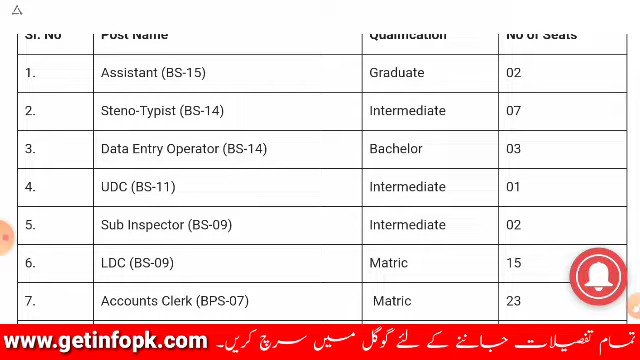 Sr. No Post Name Qualification No of Seats
1. Assistant (BS-15) Graduate 02
2. Steno-Typist (BS-14) Intermediate 07
3. Data Entry Operator (BS-14) Bachelor 03
4. UDC (BS-11) Intermediate 01
5. Sub Inspector (BS-09) Intermediate 02
6. LDC (BS-09) Matric 15
7. Accounts Clerk (BPS-07) Matric 23
www.getinfopk.com تمام تفصیلات جاننے کے لئے گوگل میں سرچ کریں۔